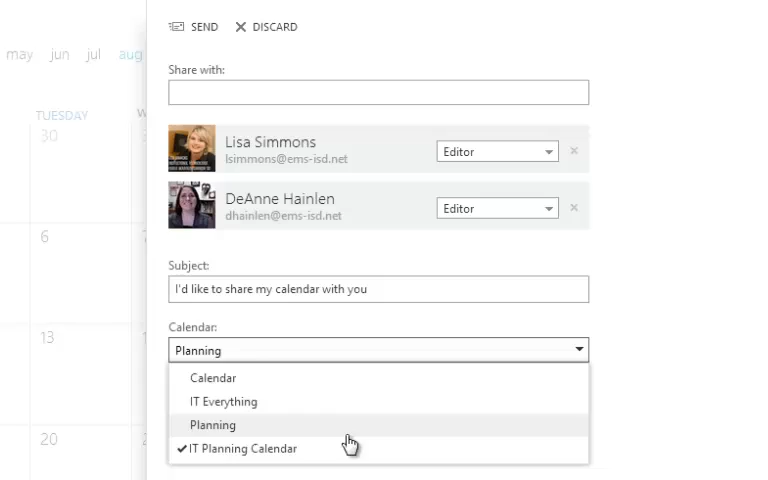 SEND DISCARD
may jun jul aug
Share with:
TUESDAY W
30
Lisa Simmons
lsimmons@ems-isd.net
Editor
DeAnne Hainlen
dhainlen@ems-isd.net
Editor
6 7
Subject:
I'd like to share my calendar with you
13
Calendar:
Planning
Calendar
IT Everything
Planning
20
IT Planning Calendar